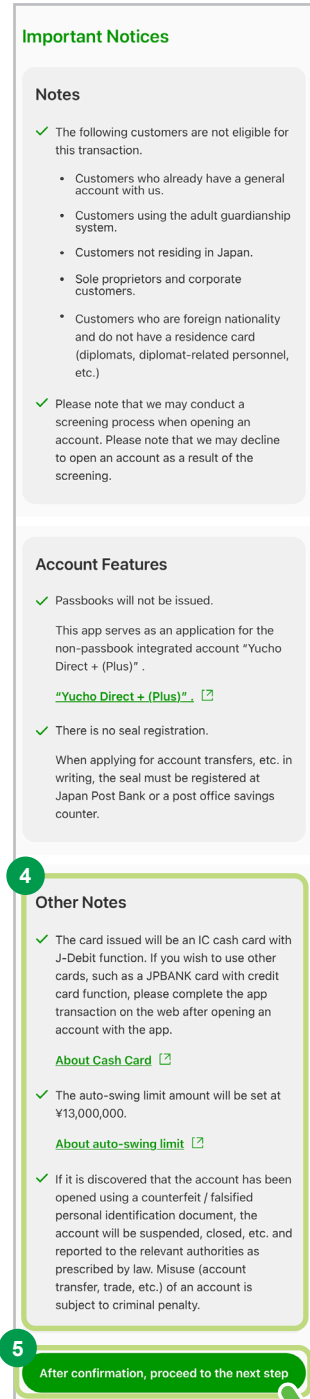 Important Notices
Notes
The following customers are not eligible for
this transaction.
• Customers who already have a general
account with us.
• Customers using the adult guardianship
system.
• Customers not residing in Japan.
• Sole proprietors and corporate
customers.
• Customers who are foreign nationality
and do not have a residence card
(diplomats, diplomat-related personnel,
etc.)
Please note that we may conduct a
screening process when opening an
account. Please note that we may decline
to open an account as a result of the
screening.
Account Features
Passbooks will not be issued.
This app serves as an application for the
non-passbook integrated account “Yucho
Direct + (Plus)” .
“Yucho Direct + (Plus)” .
There is no seal registration.
When applying for account transfers, etc. in
writing, the seal must be registered at
Japan Post Bank or a post office savings
counter.
4
Other Notes
The card issued will be an IC cash card with
J-Debit function. If you wish to use other
cards, such as a JPBANK card with credit
card function, please complete the app
transaction on the web after opening an
account with the app.
About Cash Card
The auto-swing limit amount will be set at
¥13,000,000.
About auto-swing limit
If it is discovered that the account has been
opened using a counterfeit / falsified
personal identification document, the
account will be suspended, closed, etc. and
reported to the relevant authorities as
prescribed by law. Misuse (account
transfer, trade, etc.) of an account is
subject to criminal penalty.
5
After confirmation, proceed to the next step